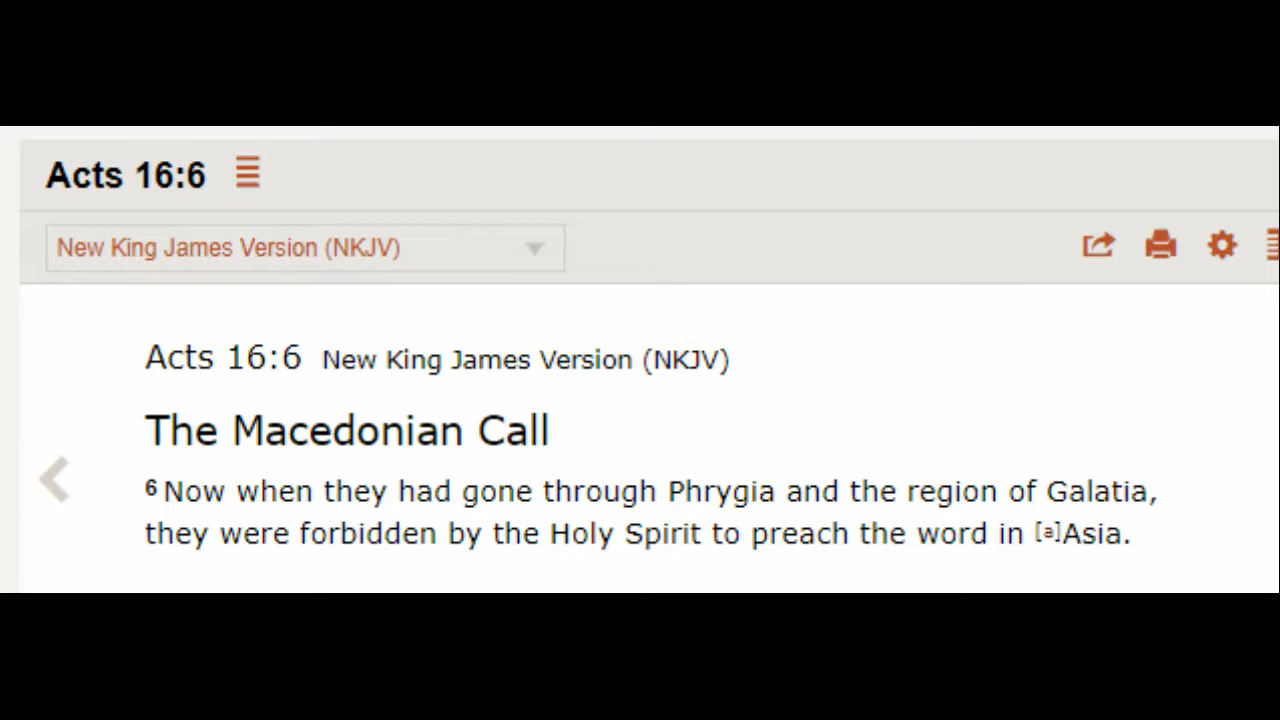 Acts 16:6
New King James Version (NKJV)
Acts 16:6 New King James Version (NKJV)
The Macedonian Call
6 Now when they had gone through Phrygia and the region of Galatia,
they were forbidden by the Holy Spirit to preach the word in [a]Asia.